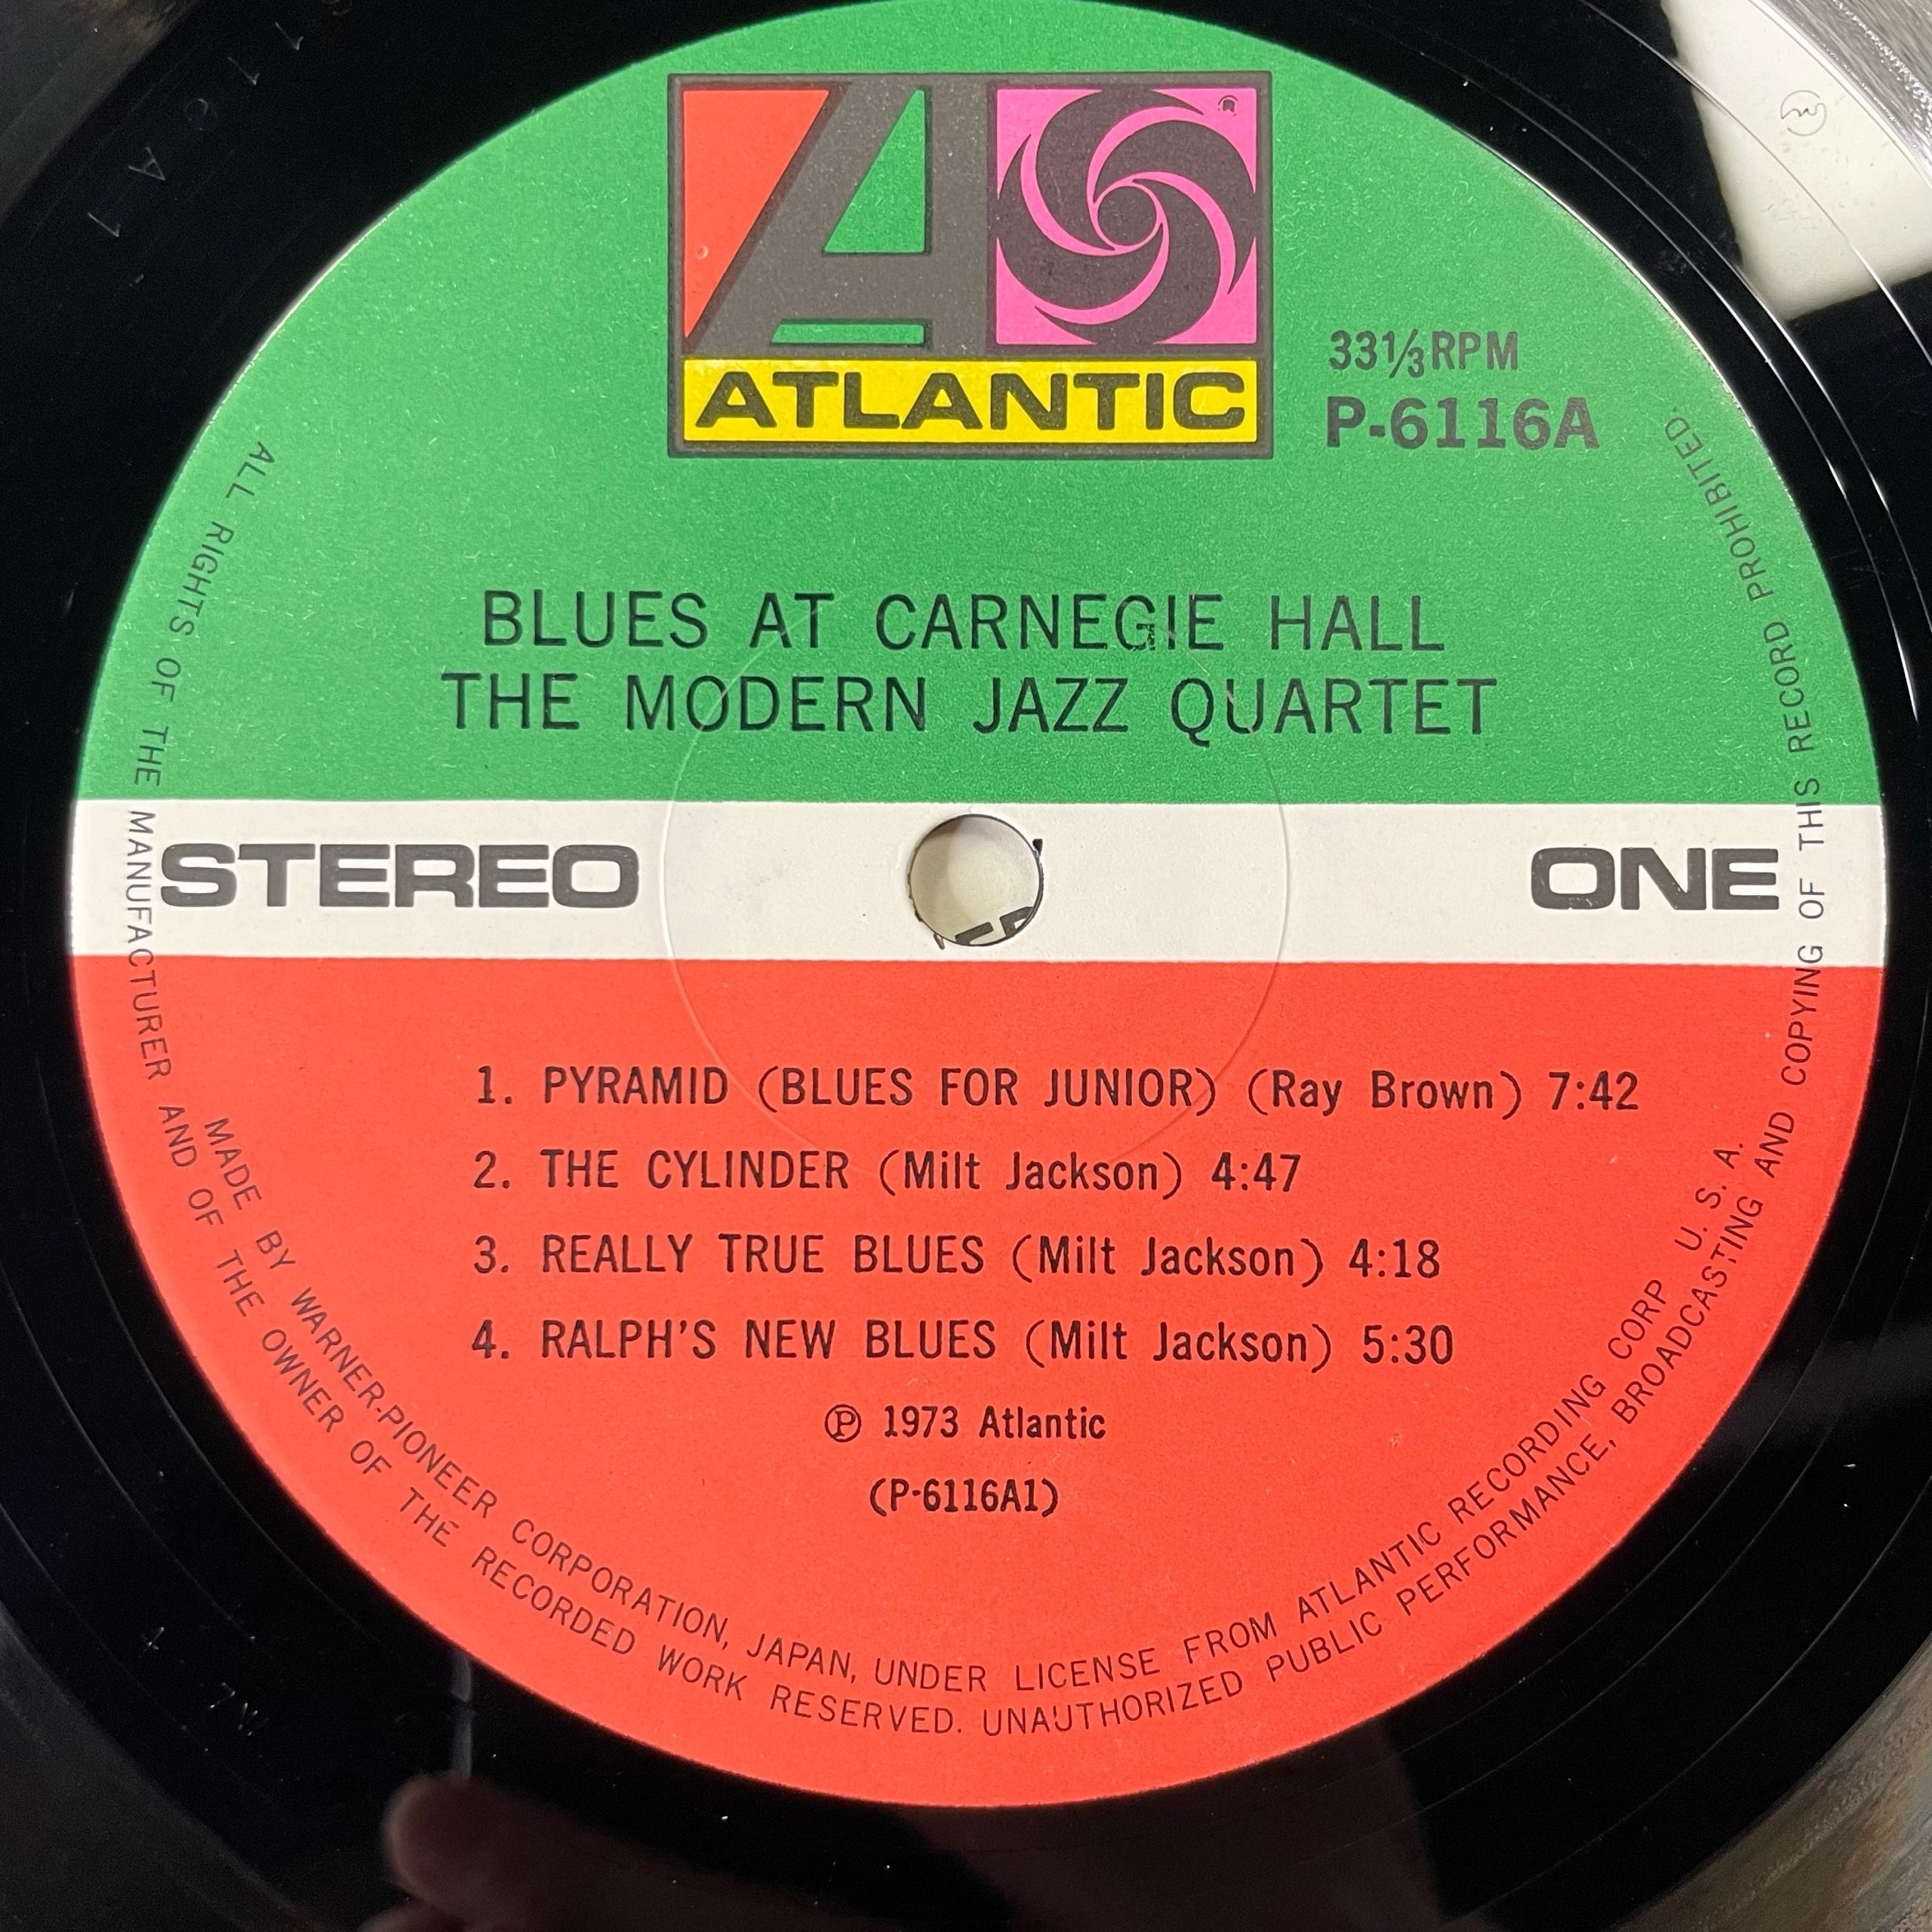 ATLANTIC
33⅓RPM
P-6116A
BLUES AT CARNEGIE HALL
THE MODERN JAZZ QUARTET
STEREO
ONE
1. PYRAMID (BLUES FOR JUNIOR) (Ray Brown) 7:42
2. THE CYLINDER (Milt Jackson) 4:47
3. REALLY TRUE BLUES (Milt Jackson) 4:18
4. RALPH'S NEW BLUES (Milt Jackson) 5:30
Ⓟ 1973 Atlantic
(P-6116A1)
MADE BY WARNER-PIONEER CORPORATION, JAPAN, UNDER LICENSE FROM ATLANTIC RECORDING CORP U. S. A.
ALL RIGHTS OF THE MANUFACTURER AND OF THE OWNER OF THE RECORDED WORK RESERVED. UNAUTHORIZED PUBLIC PERFORMANCE, BROADCASTING AND COPYING OF THIS RECORD PROHIBITED.